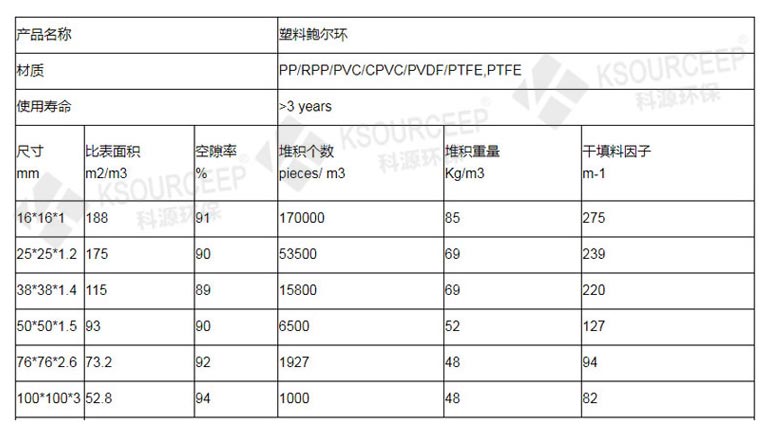 产品名称 塑料鲍尔环
材质 PP/RPP/PVC/CPVC/PVDF/PTFE,PTFE
使用寿命 >3 years
尺寸 比表面积 空隙率 堆积个数 堆积重量 干填料因子
mm m2/m3 % pieces/ m3 Kg/m3 m-1
16*16*1 188 91 170000 85 275
25*25*1.2 175 90 53500 69 239
38*38*1.4 115 89 15800 69 220
50*50*1.5 93 90 6500 52 127
76*76*2.6 73.2 92 1927 48 94
100*100*3 52.8 94 1000 48 82
KSOURCEEP®
科源环保
KSOURCEEP®
科源环保
KSOURCEEP®
科源环保